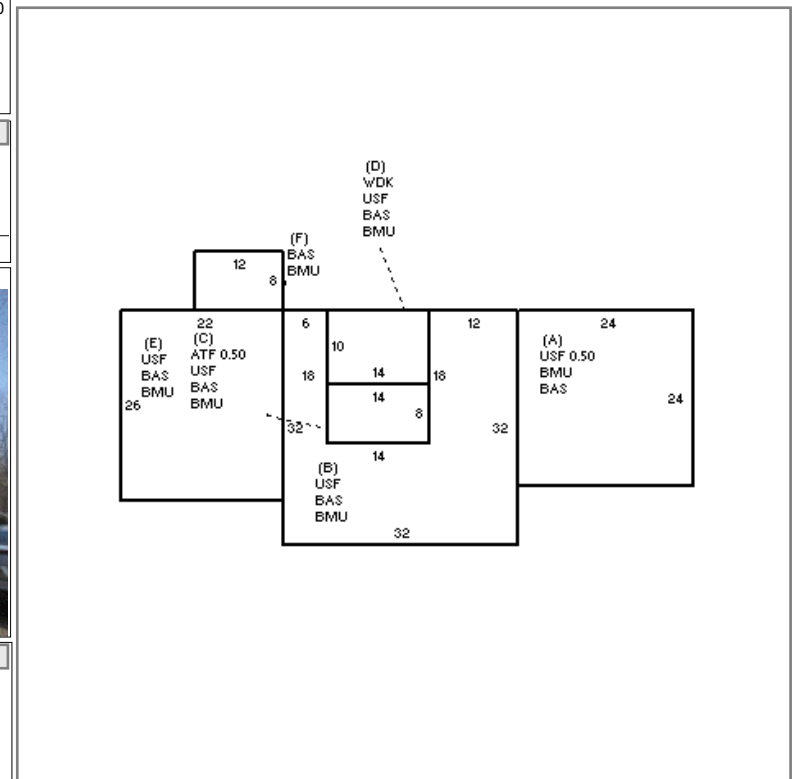 (D)
WDK
USF
BAS
BMU
(F)
BAS
BMU
12
8
22
6
12
24
(E)
USF
BAS
BMU
(C)
ATF 0.50
USF
BAS
BMU
10
(A)
USF 0.50
BMU
BAS
18
14
18
14
24
26
8
32
32
14
(B)
USF
BAS
BMU
32